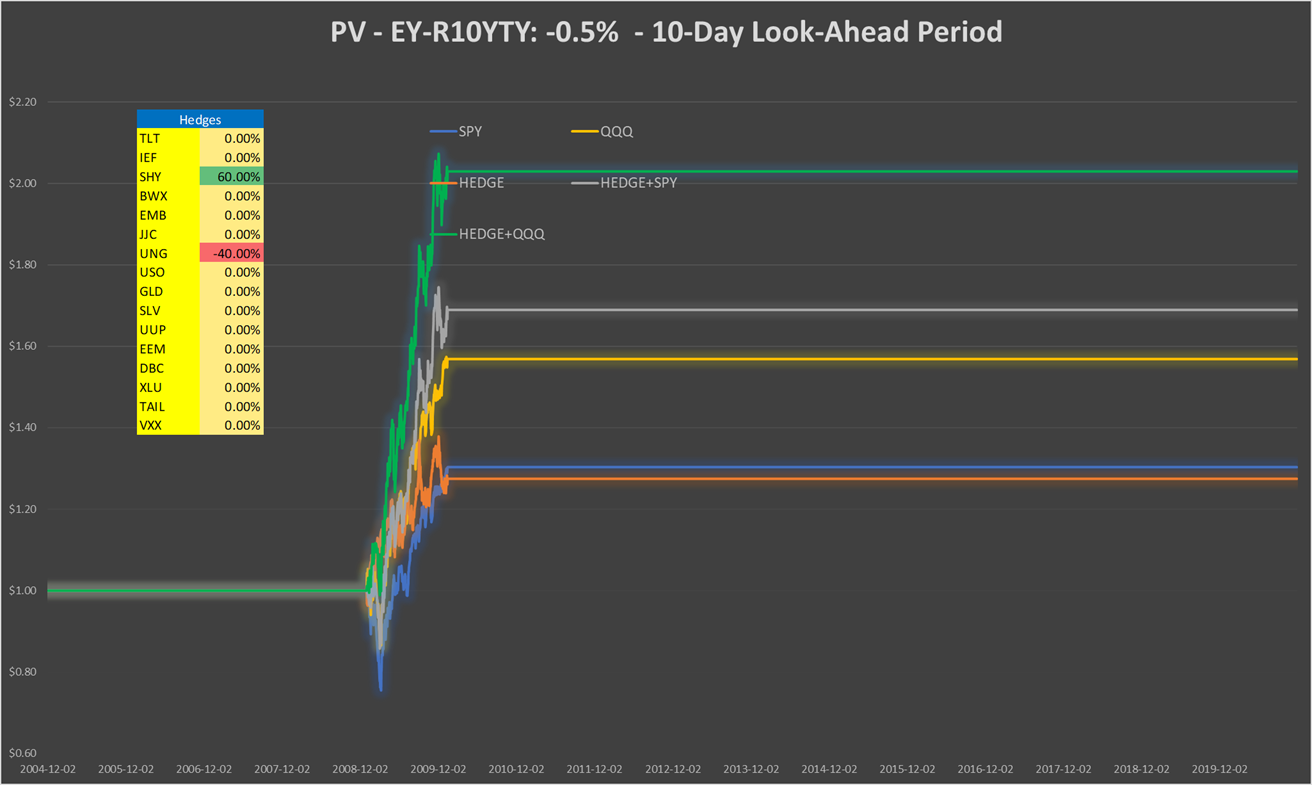 PV - EY-R10YTY: -0.5%  - 10-Day Look-Ahead Period
$2.20
Hedges
TLT 0.00%
IEF 0.00%
SHY 60.00%
BWX 0.00%
EMB 0.00%
JJC 0.00%
UNG -40.00%
USO 0.00%
GLD 0.00%
SLV 0.00%
UUP 0.00%
EEM 0.00%
DBC 0.00%
XLU 0.00%
TAIL 0.00%
VXX 0.00%
SPY QQQ
HEDGE HEDGE+SPY
HEDGE+QQQ
$2.00
$1.80
$1.60
$1.40
$1.20
$1.00
$0.80
$0.60
2004-12-02 2005-12-02 2006-12-02 2007-12-02 2008-12-02 2009-12-02 2010-12-02 2011-12-02 2012-12-02 2013-12-02 2014-12-02 2015-12-02 2016-12-02 2017-12-02 2018-12-02 2019-12-02